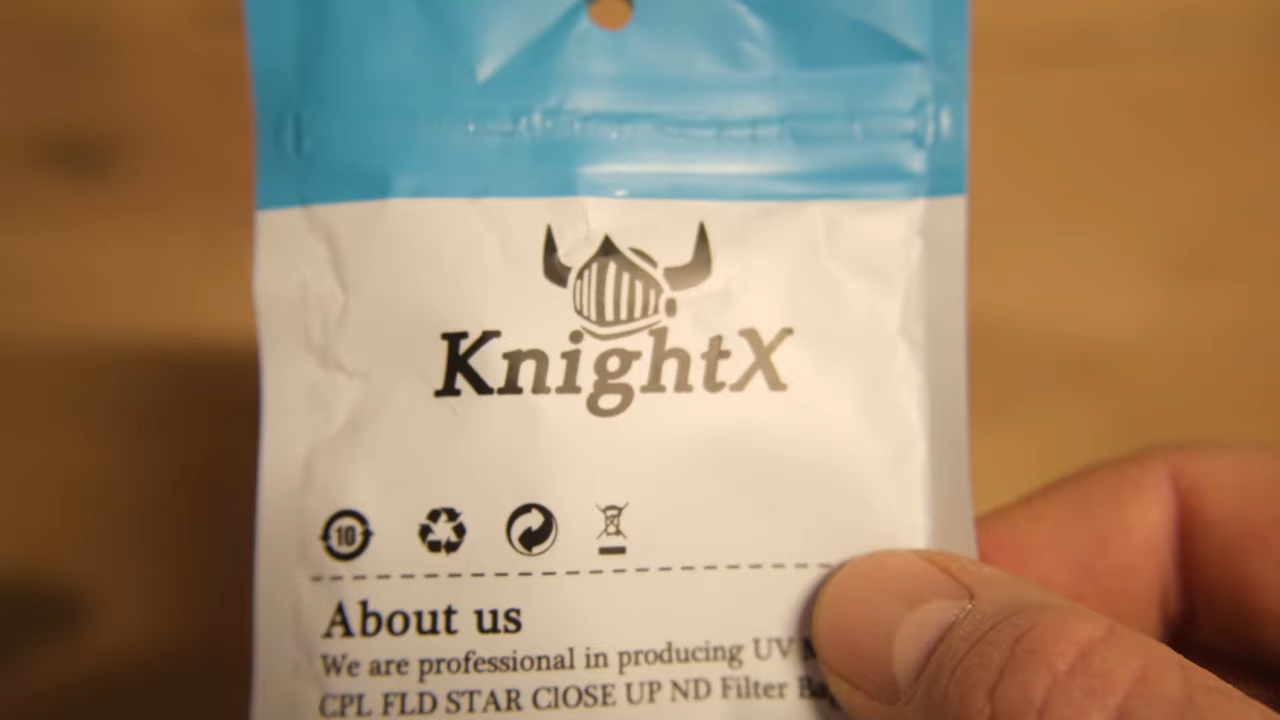 KnightX
10
About us
We are professional in producing UV
CPL FLD STAR ClOSE UP ND Filter